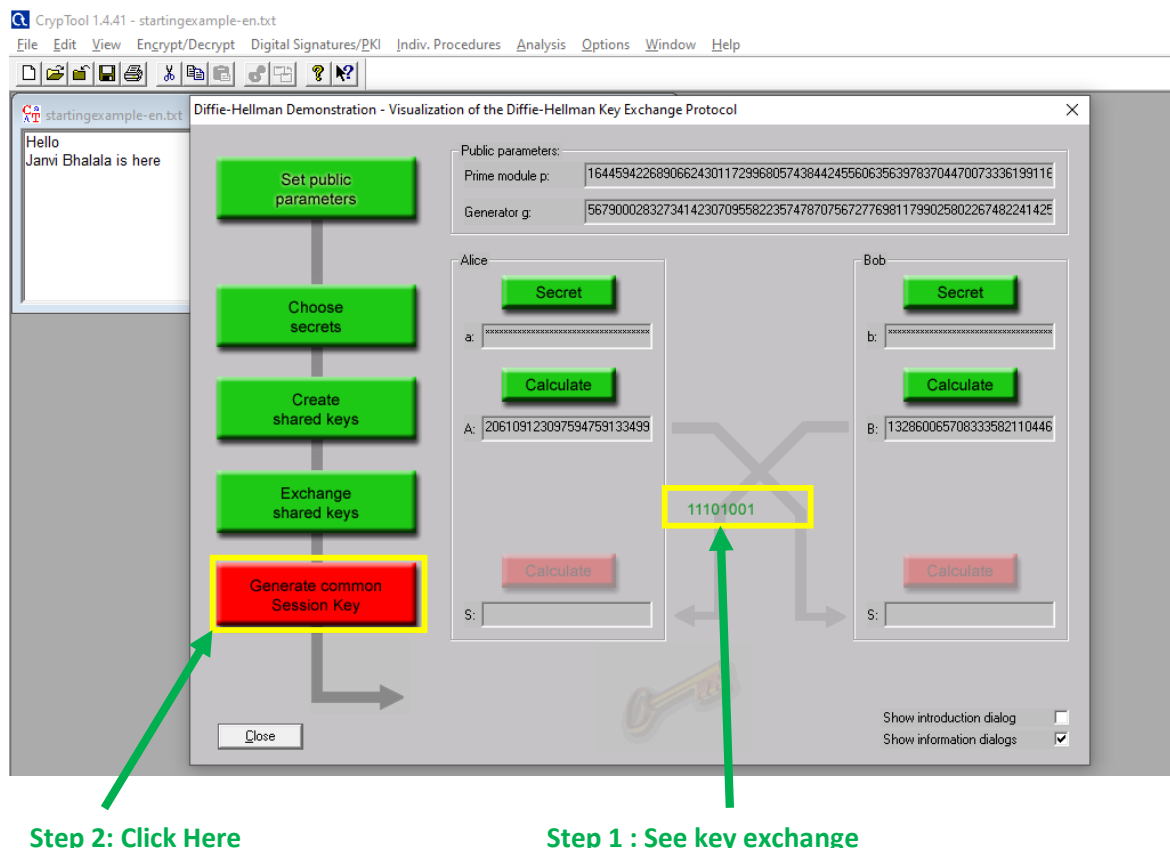 CrypTool 1.4.41 - startingexample-en.txt
File Edit View Encrypt/Decrypt Digital Signatures/PKI Indiv. Procedures Analysis Options Window Help
startingexample-en.txt
Hello
Janvi Bhalala is here
Diffie-Hellman Demonstration - Visualization of the Diffie-Hellman Key Exchange Protocol
Set public
parameters
Choose
secrets
Create
shared keys
Exchange
shared keys
Generate common
Session Key
Close
Public parameters:
Prime module p: 16445942268906624301172996805743844245560635639783704470073336199116
Generator g: 56790002832734142307095582235747870756727769811799025802267482241425
Alice
Secret
a: ************************************
Calculate
A: 206109123097594759133499
Calculate
S:
11101001
Bob
Secret
b: ************************************
Calculate
B: 132860065708333582110446
Calculate
S:
Show introduction dialog
Show information dialogs
Step 2: Click Here
Step 1 : See key exchange